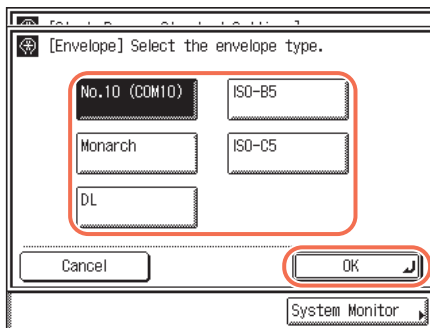 [Envelope] Select the envelope type.
No.10 (COM10)
ISO-B5
Monarch
ISO-C5
DL
Cancel
OK
System Monitor